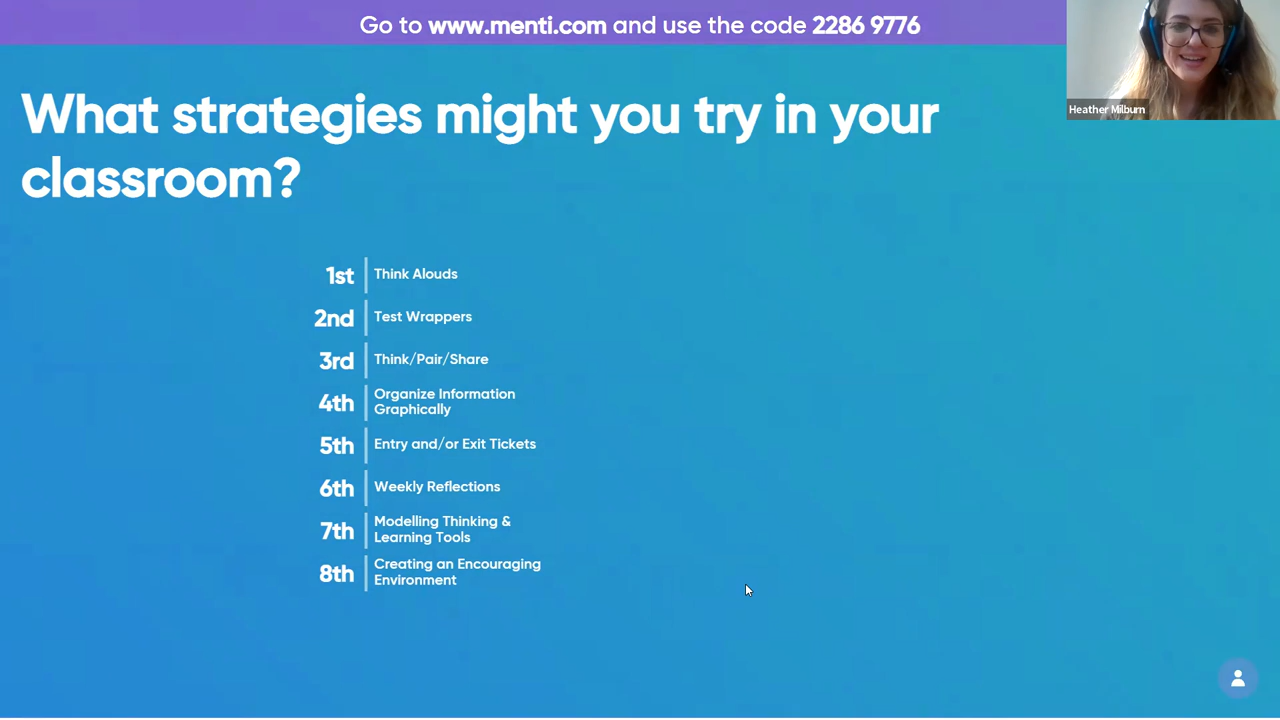 Go to www.menti.com and use the code 2286 9776
Heather Milburn
What strategies might you try in your
classroom?
1st Think Alouds
2nd Test Wrappers
3rd Think/Pair/Share
4th Organize Information
Graphically
5th Entry and/or Exit Tickets
6th Weekly Reflections
7th Modelling Thinking &
Learning Tools
8th Creating an Encouraging
Environment